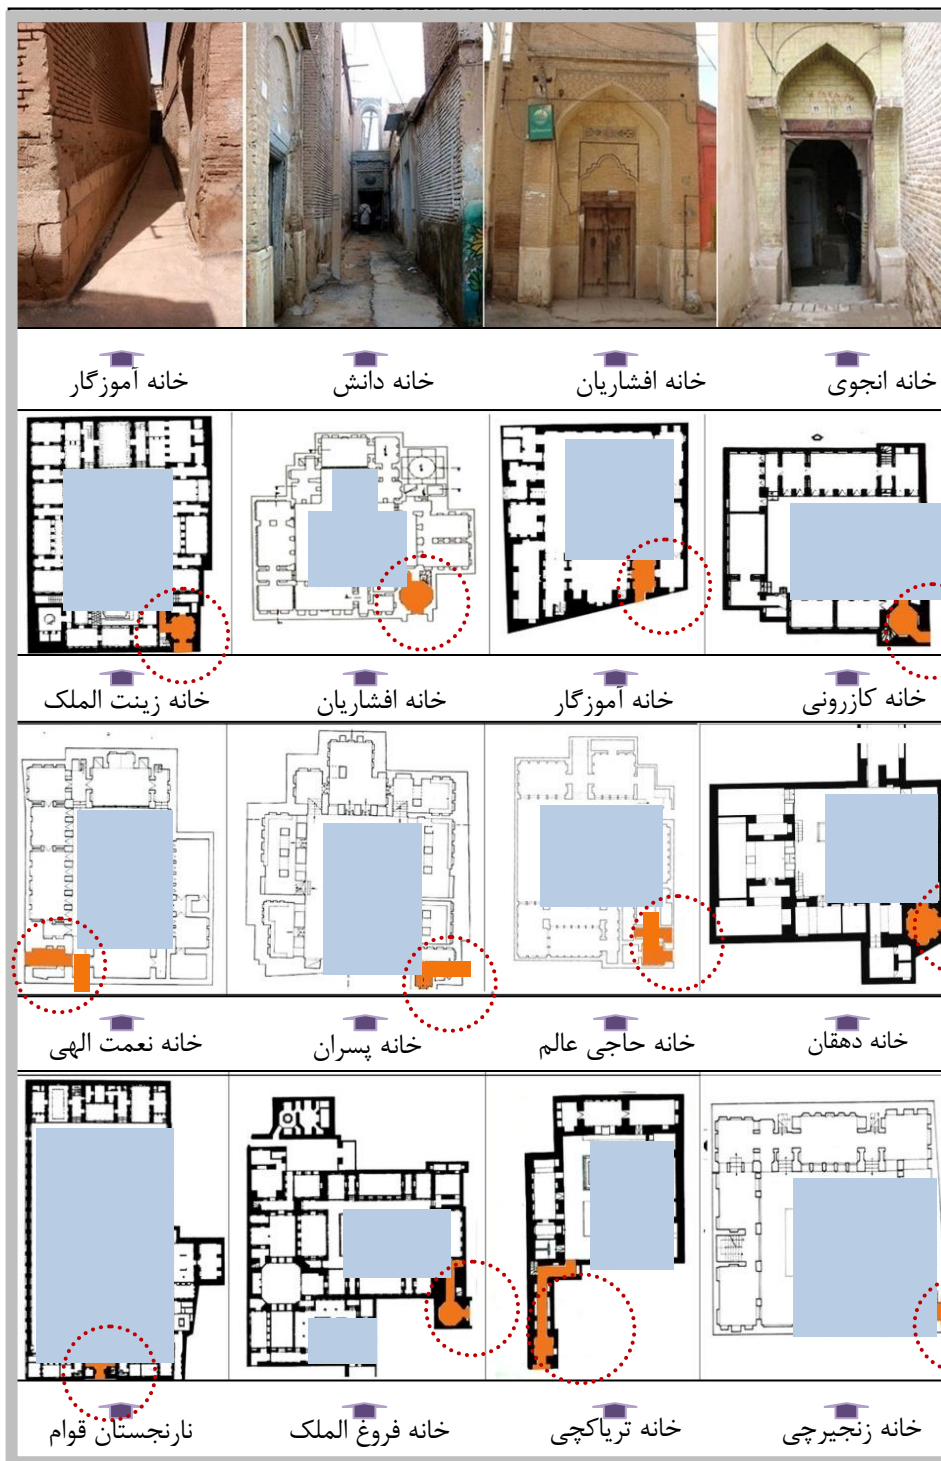 خانه انجوی
خانه افشاریان
خانه دانش
خانه آموزگار
خانه کازرونی
خانه آموزگار
خانه افشاریان
خانه زینت الملک
خانه دهقان
خانه حاجی عالم
خانه پسران
خانه نعمت الهی
خانه زنجیرچی
خانه تریاکچی
خانه فروغ الملک
نارنجستان قوام